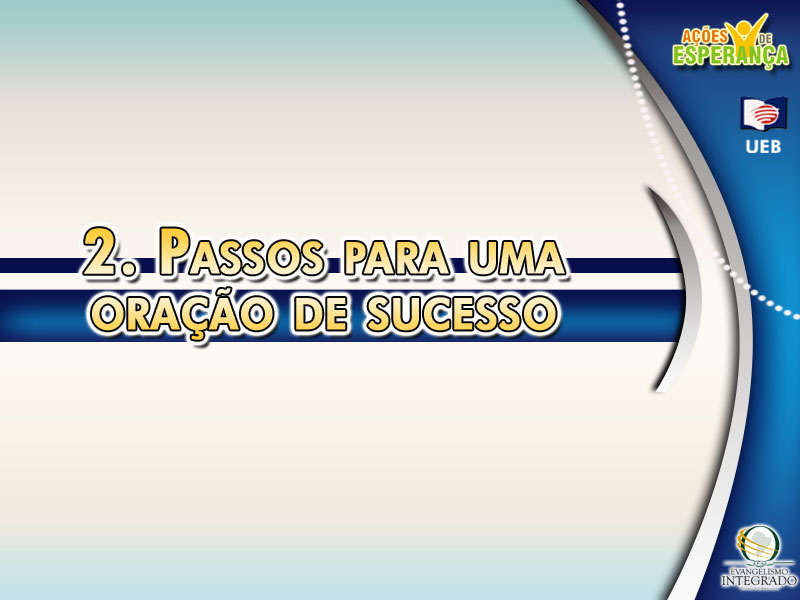 AÇÕES DE
ESPERANÇA
UEB
2. PASSOS PARA UMA
ORAÇÃO DE SUCESSO
EVANGELISMO
INTEGRADO